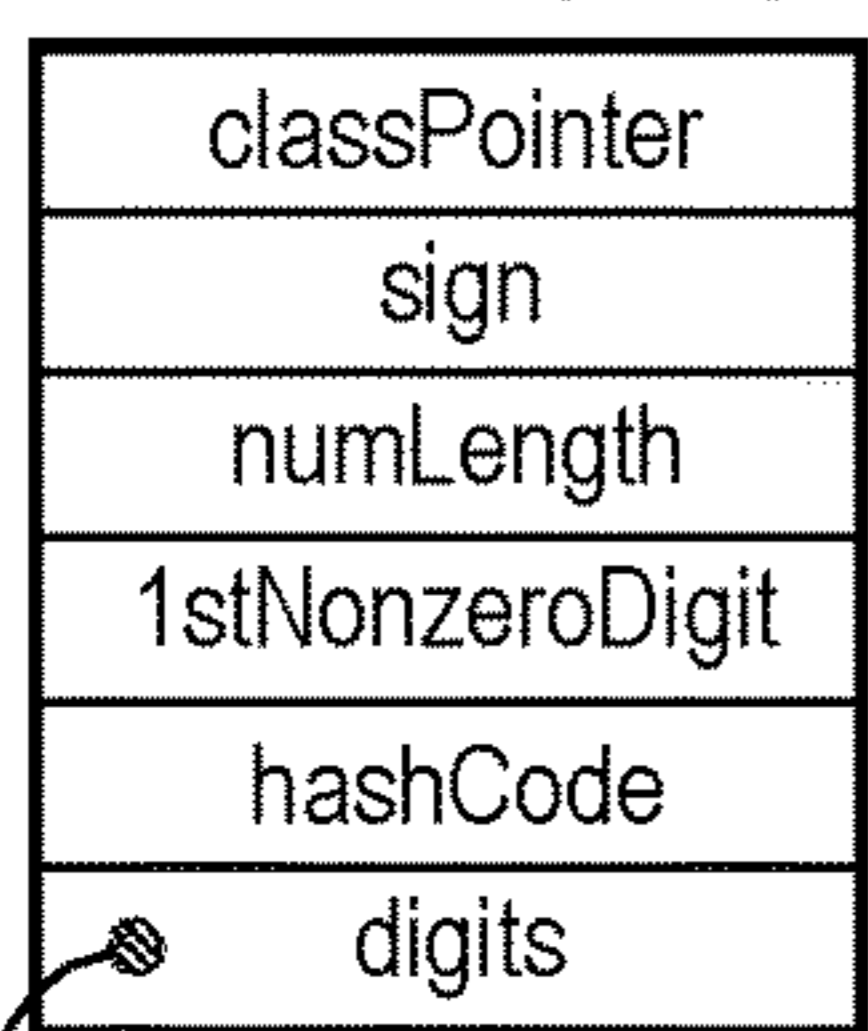 classPointer
sign
numLength
1stNonzeroDigit
hashCode
digits